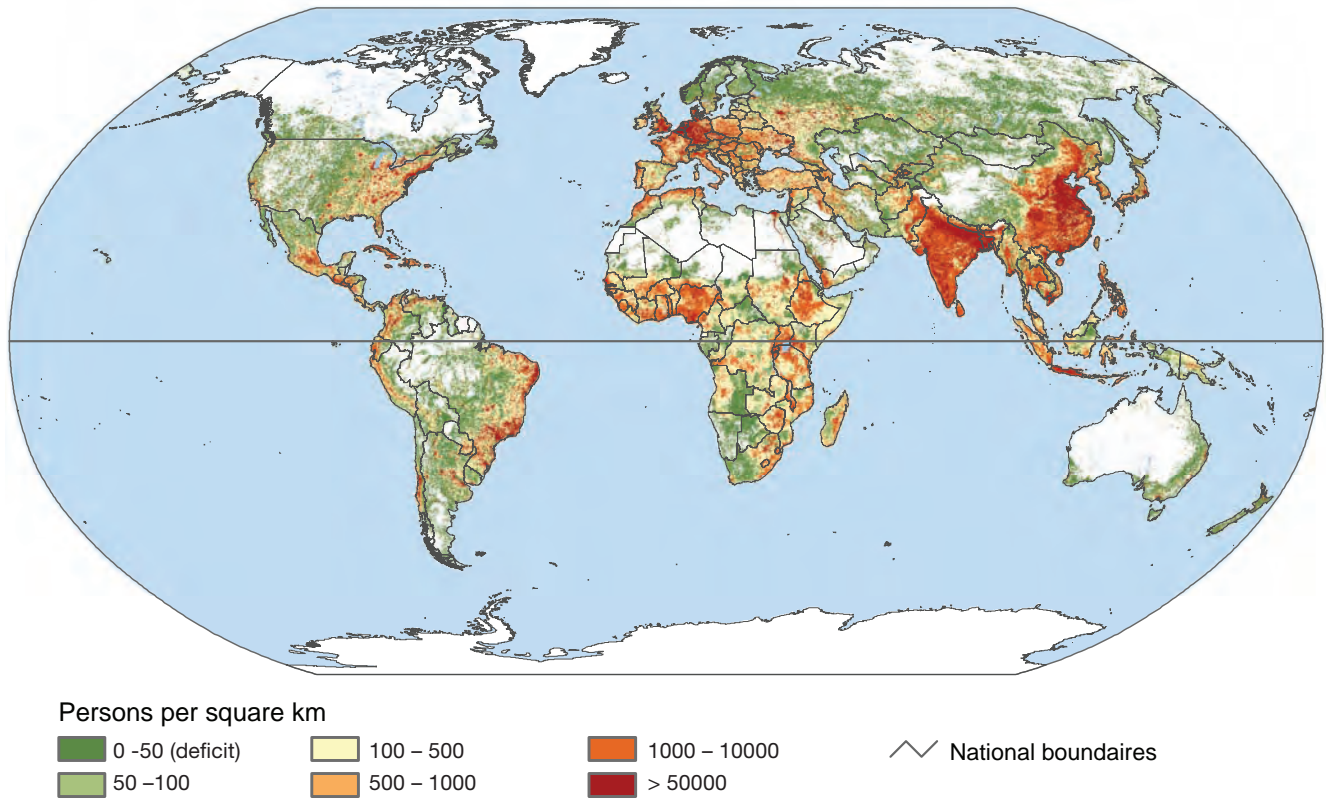 Persons per square km
0 -50 (deficit)
50 –100
100 – 500
500 – 1000
1000 – 10000
> 50000
National boundaires